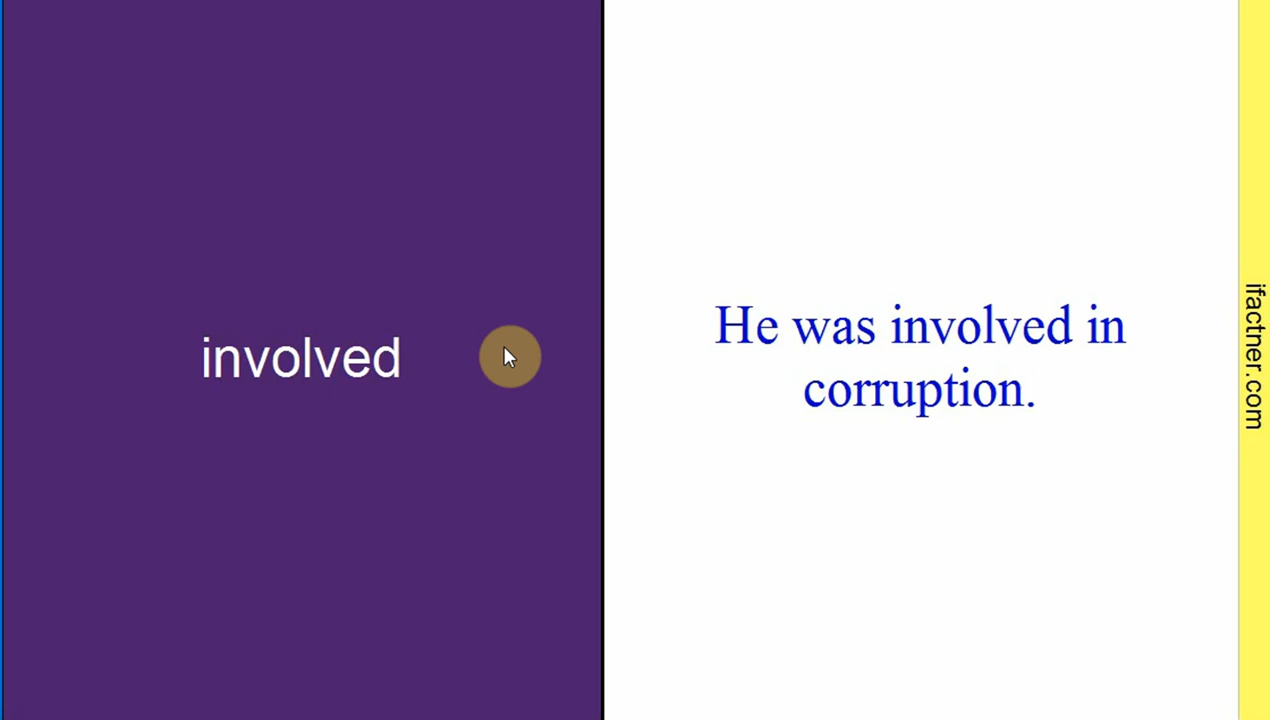 involved
He was involved in
corruption.
ifactner.com